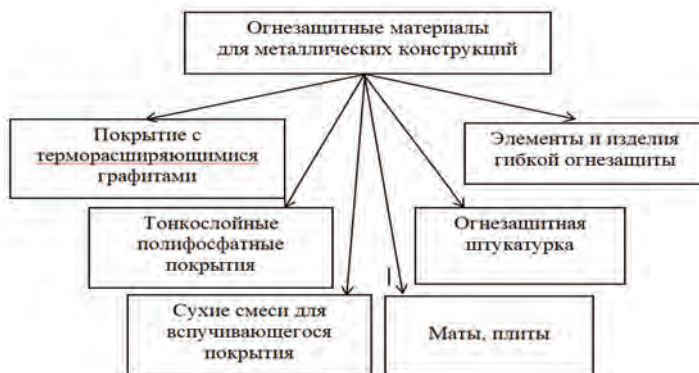 Огнезащитные материалы
для металлических конструкций
Покрытие с
терморасширяющимися
графитами
Элементы и изделия
гибкой огнезащиты
Тонкослойные
полифосфатные
покрытия
Огнезащитная
штукатурка
Сухие смеси для
вспучивающегося
покрытия
Маты, плиты